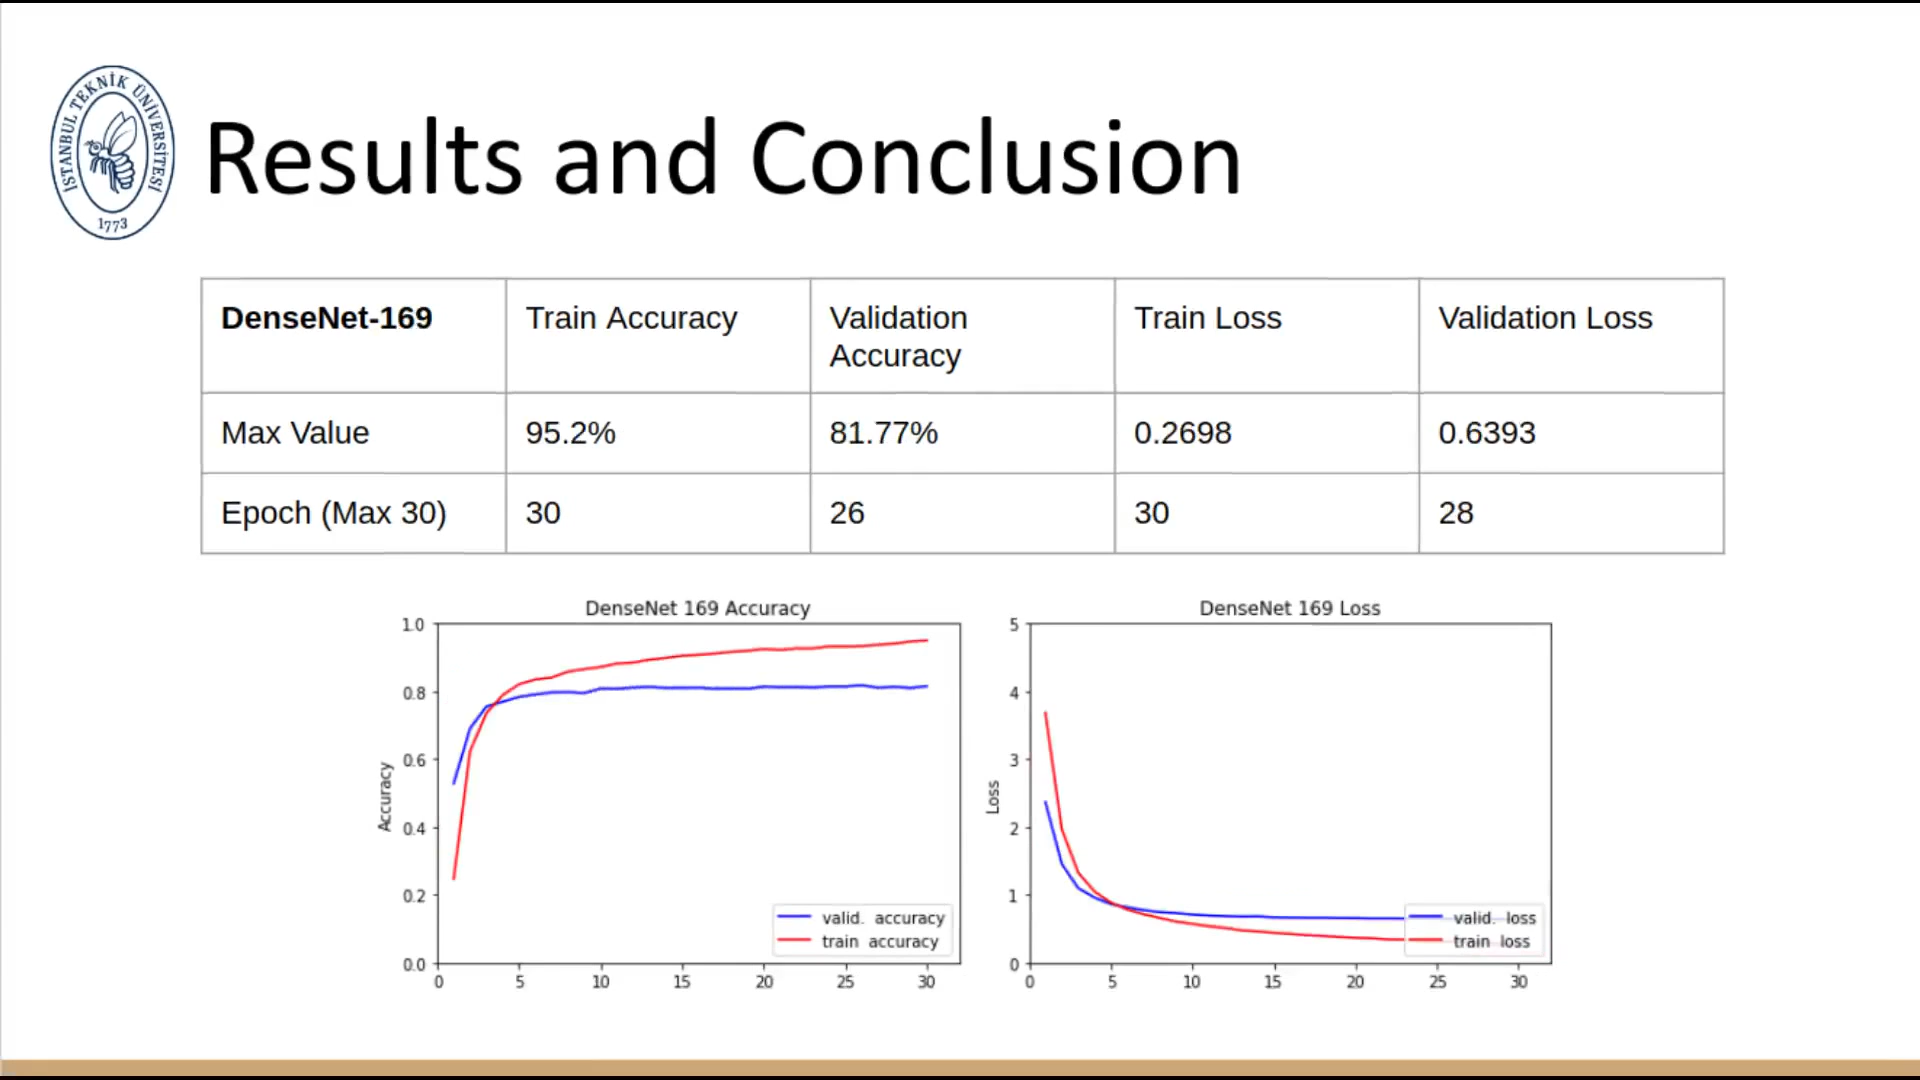 İSTANBUL TEKNİK ÜNİVERSİTESİ
1773
Results and Conclusion
DenseNet-169
Train Accuracy
Validation
Accuracy
Train Loss
Validation Loss
Max Value
95.2%
81.77%
0.2698
0.6393
Epoch (Max 30)
30
26
30
28
DenseNet 169 Accuracy
1.0
0.8
0.6
0.4
0.2
0.0
Accuracy
valid. accuracy
train accuracy
0 5 10 15 20 25 30
DenseNet 169 Loss
5
4
3
2
1
0
Loss
valid. loss
train loss
0 5 10 15 20 25 30